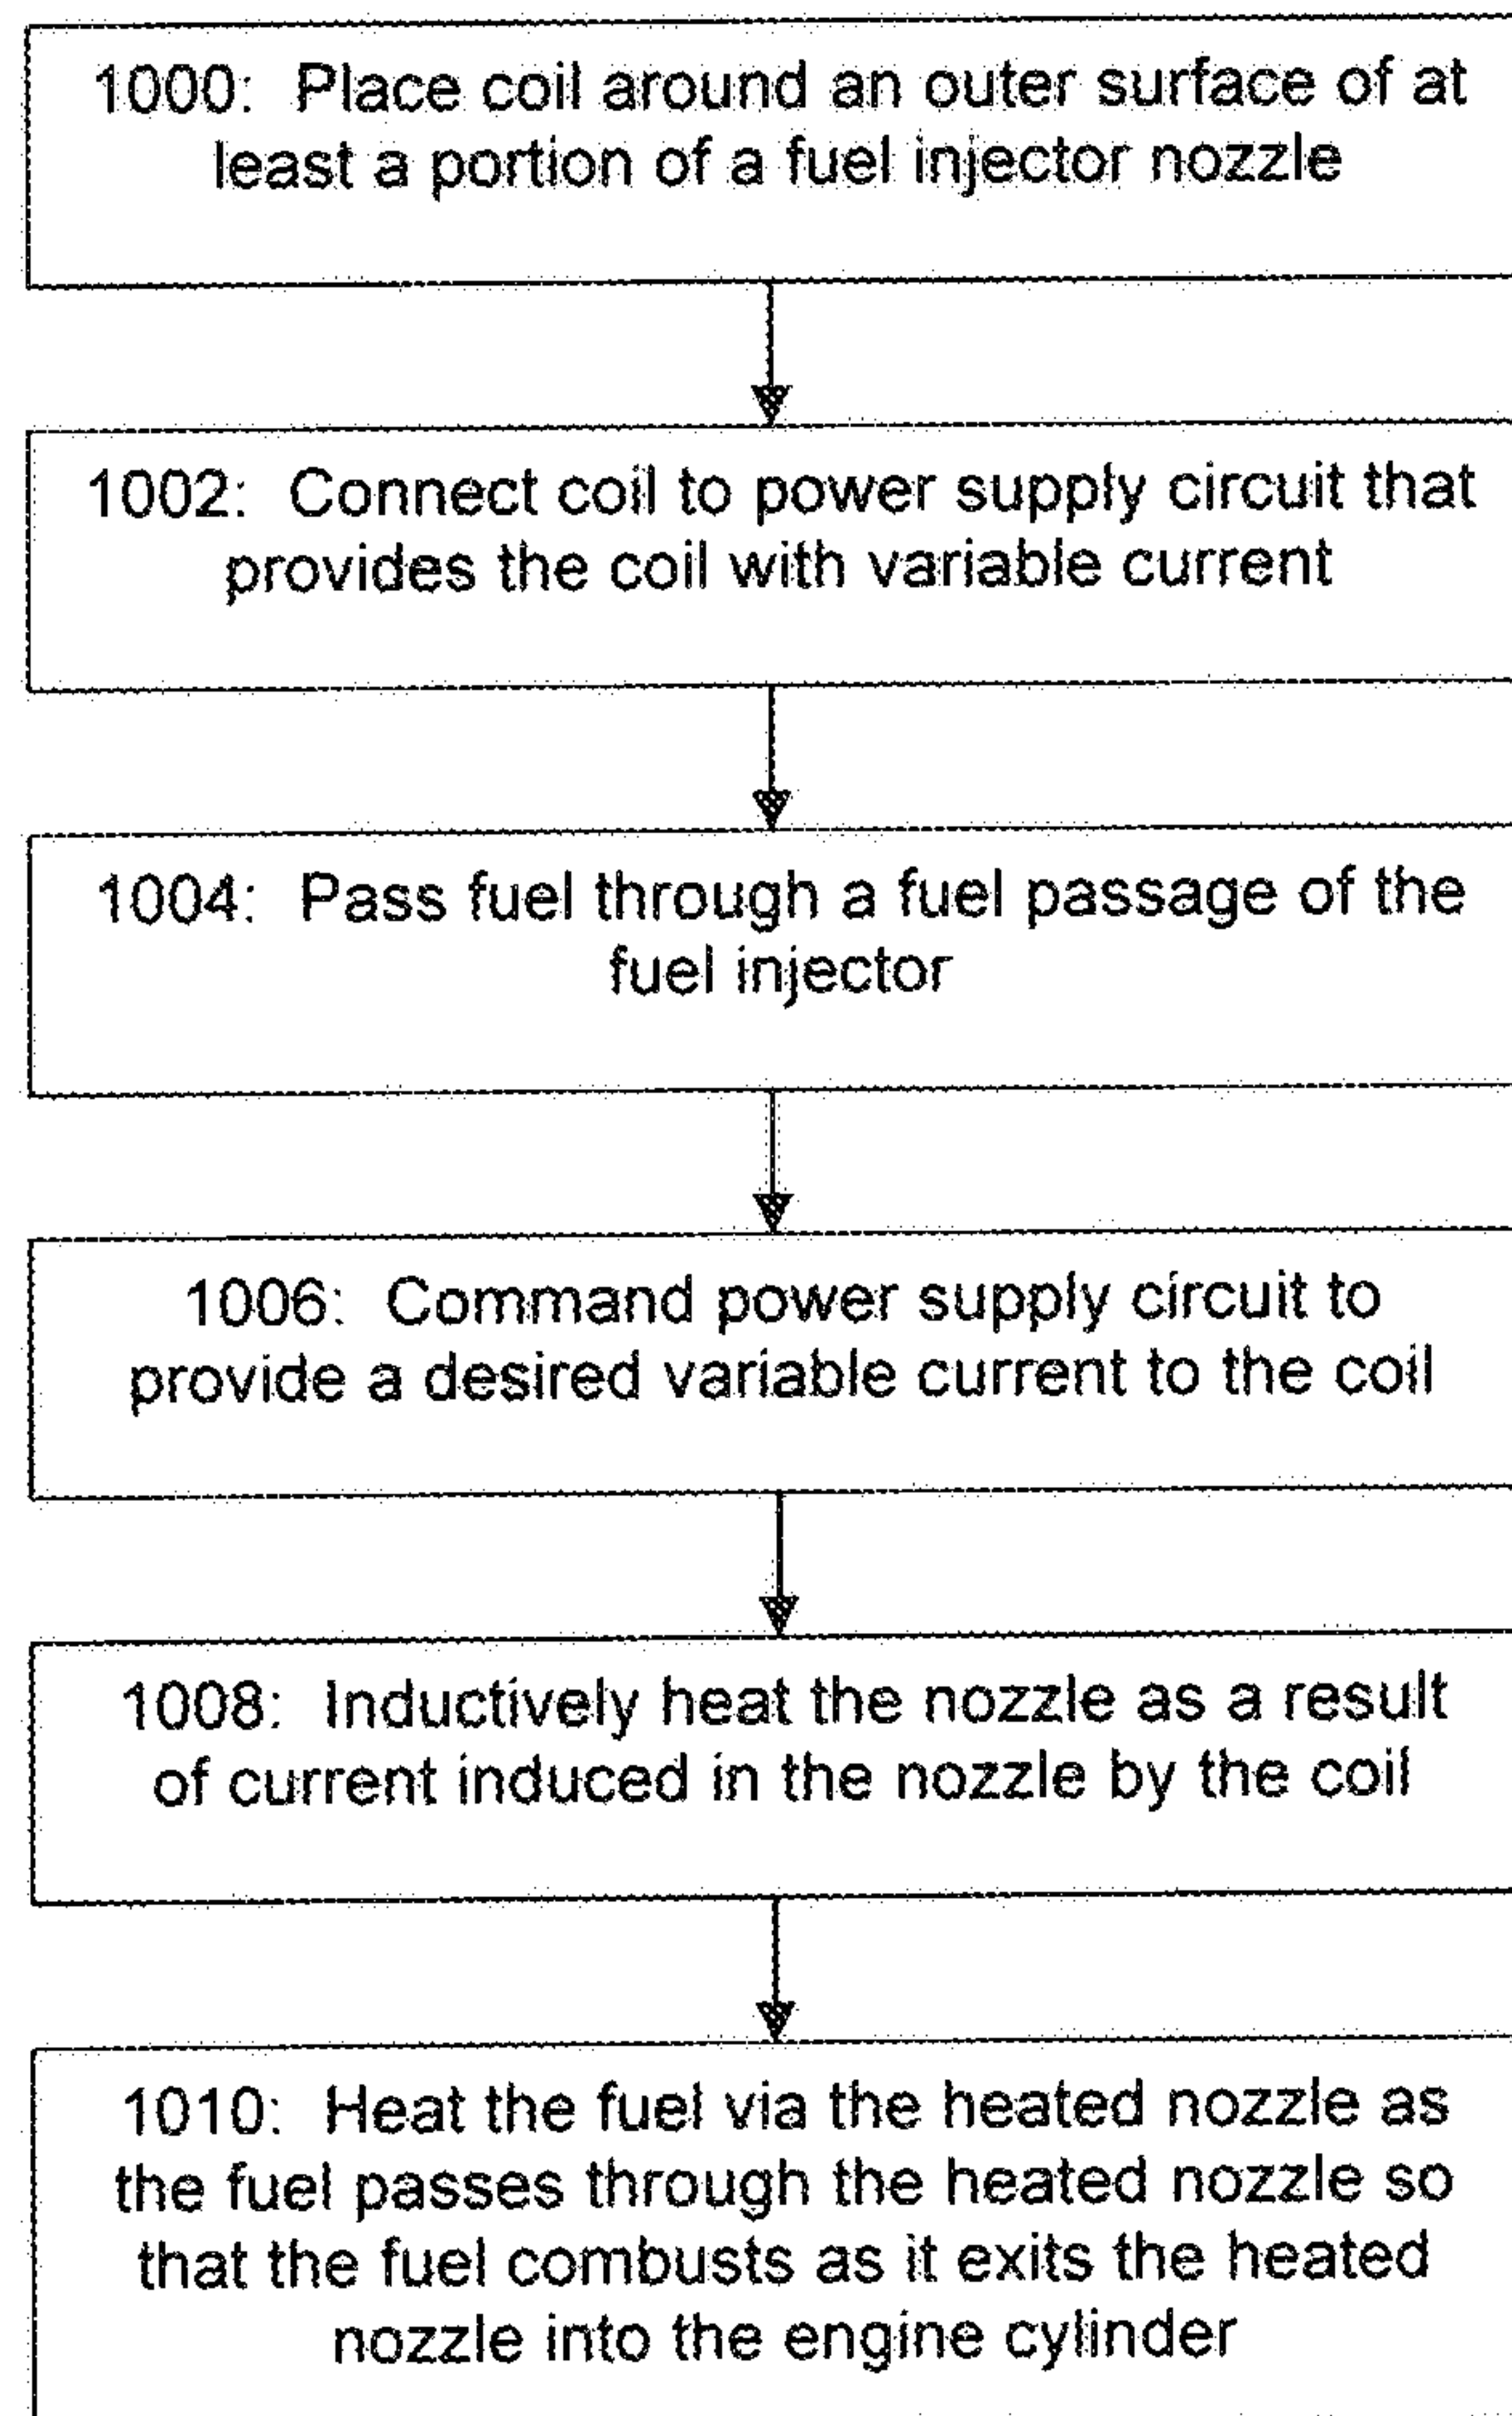 1000: Place coil around an outer surface of at
least a portion of a fuel injector nozzle
1002: Connect coil to power supply circuit that
provides the coil with variable current
1004: Pass fuel through a fuel passage of the
fuel injector
1006: Command power supply circuit to
provide a desired variable current to the coil
1008: Inductively heat the nozzle as a result
of current induced in the nozzle by the coil
1010: Heat the fuel via the heated nozzle as
the fuel passes through the heated nozzle so
that the fuel combusts as it exits the heated
nozzle into the engine cylinder